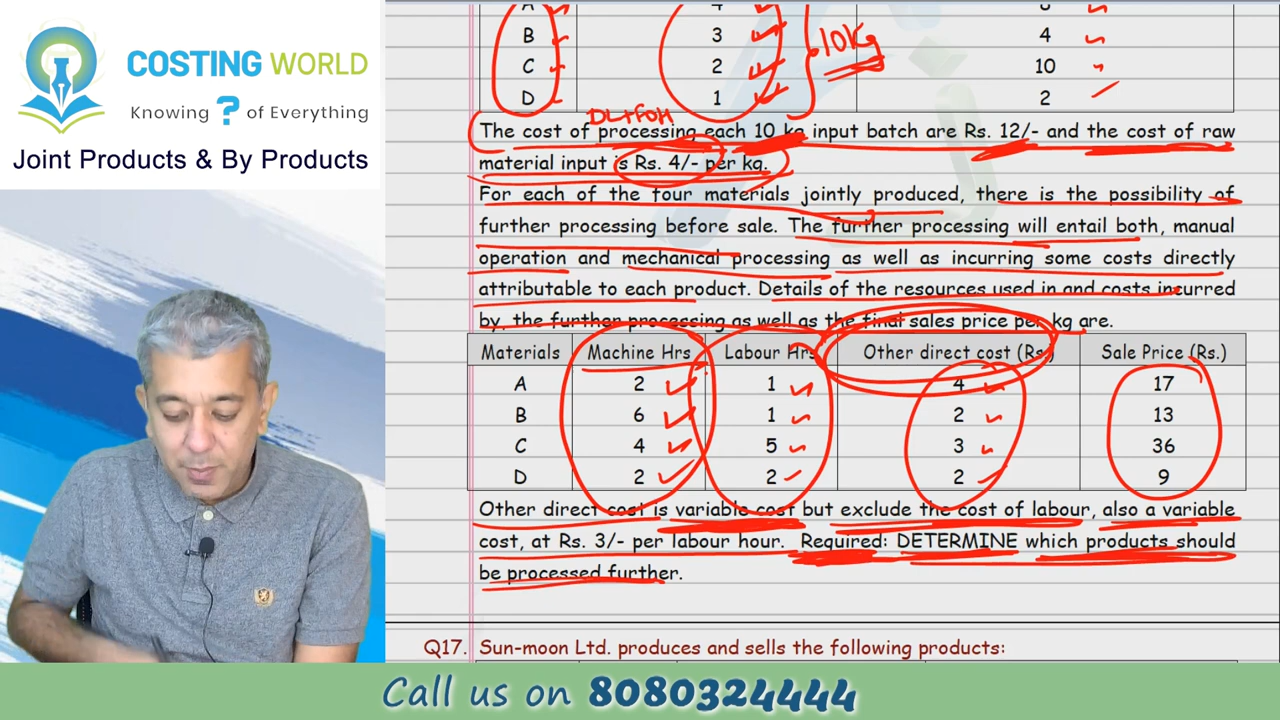 COSTING WORLD
Knowing ? of Everything
Joint Products & By Products
A 4
B 3 4
C 2 10
D 1 2
10Kg
DL+FOH
The cost of processing each 10 kg input batch are Rs. 12/- and the cost of raw
material input is Rs. 4/- per kg.
For each of the four materials jointly produced, there is the possibility of
further processing before sale. The further processing will entail both, manual
operation and mechanical processing as well as incurring some costs directly
attributable to each product. Details of the resources used in and costs incurred
by, the further processing as well as the final sales price per kg are.
Materials Machine Hrs Labour Hrs Other direct cost (Rs.) Sale Price (Rs.)
A 2 1 4 17
B 6 1 2 13
C 4 5 3 36
D 2 2 2 9
Other direct cost is variable cost but exclude the cost of labour, also a variable
cost, at Rs. 3/- per labour hour. Required: DETERMINE which products should
be processed further.
Q17. Sun-moon Ltd. produces and sells the following products:
Call us on 8080324444